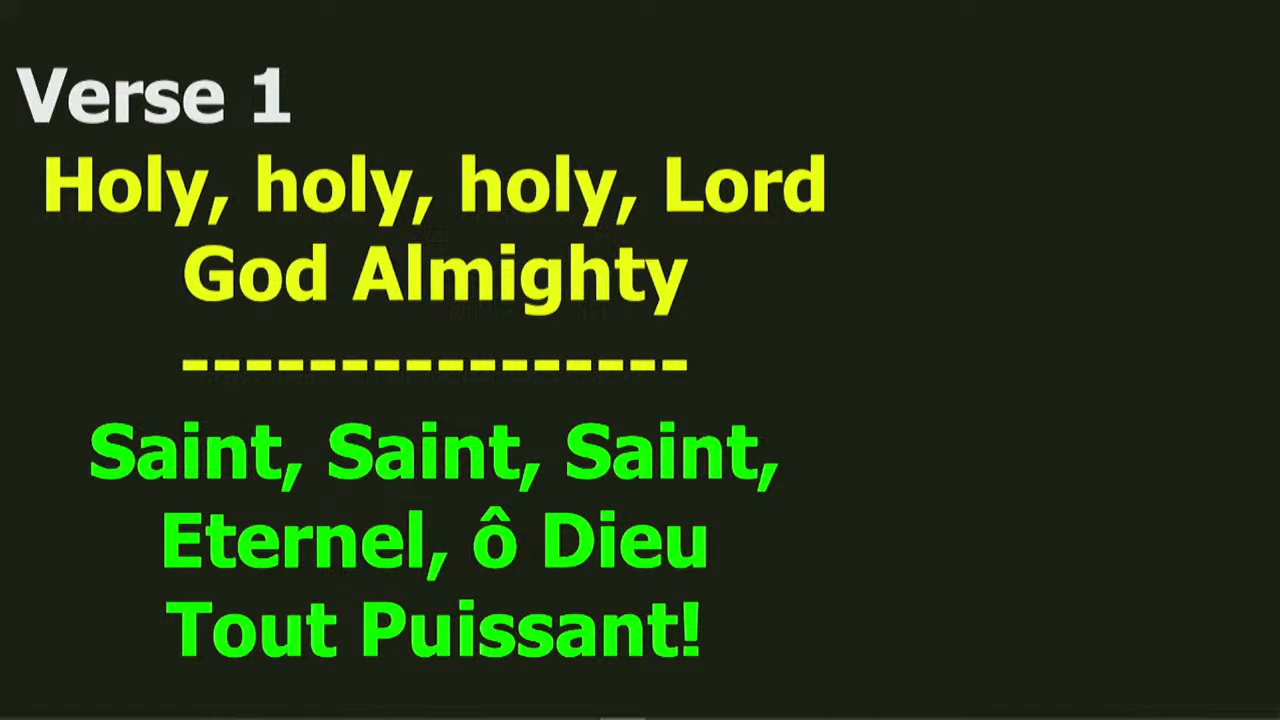 Verse 1
Holy, holy, holy, Lord
God Almighty
----------------
Saint, Saint, Saint,
Eternel, ô Dieu
Tout Puissant!